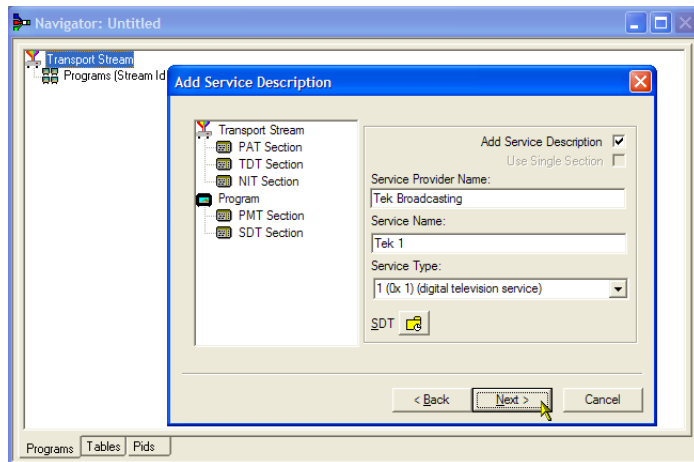 Navigator: Untitled
Transport Stream
Programs (Stream Id
Add Service Description
Transport Stream
PAT Section
TDT Section
NIT Section
Program
PMT Section
SDT Section
Add Service Description
Use Single Section
Service Provider Name:
Tek Broadcasting
Service Name:
Tek 1
Service Type:
1 (0x 1) (digital television service)
SDT
< Back Next > Cancel
Programs Tables Pids